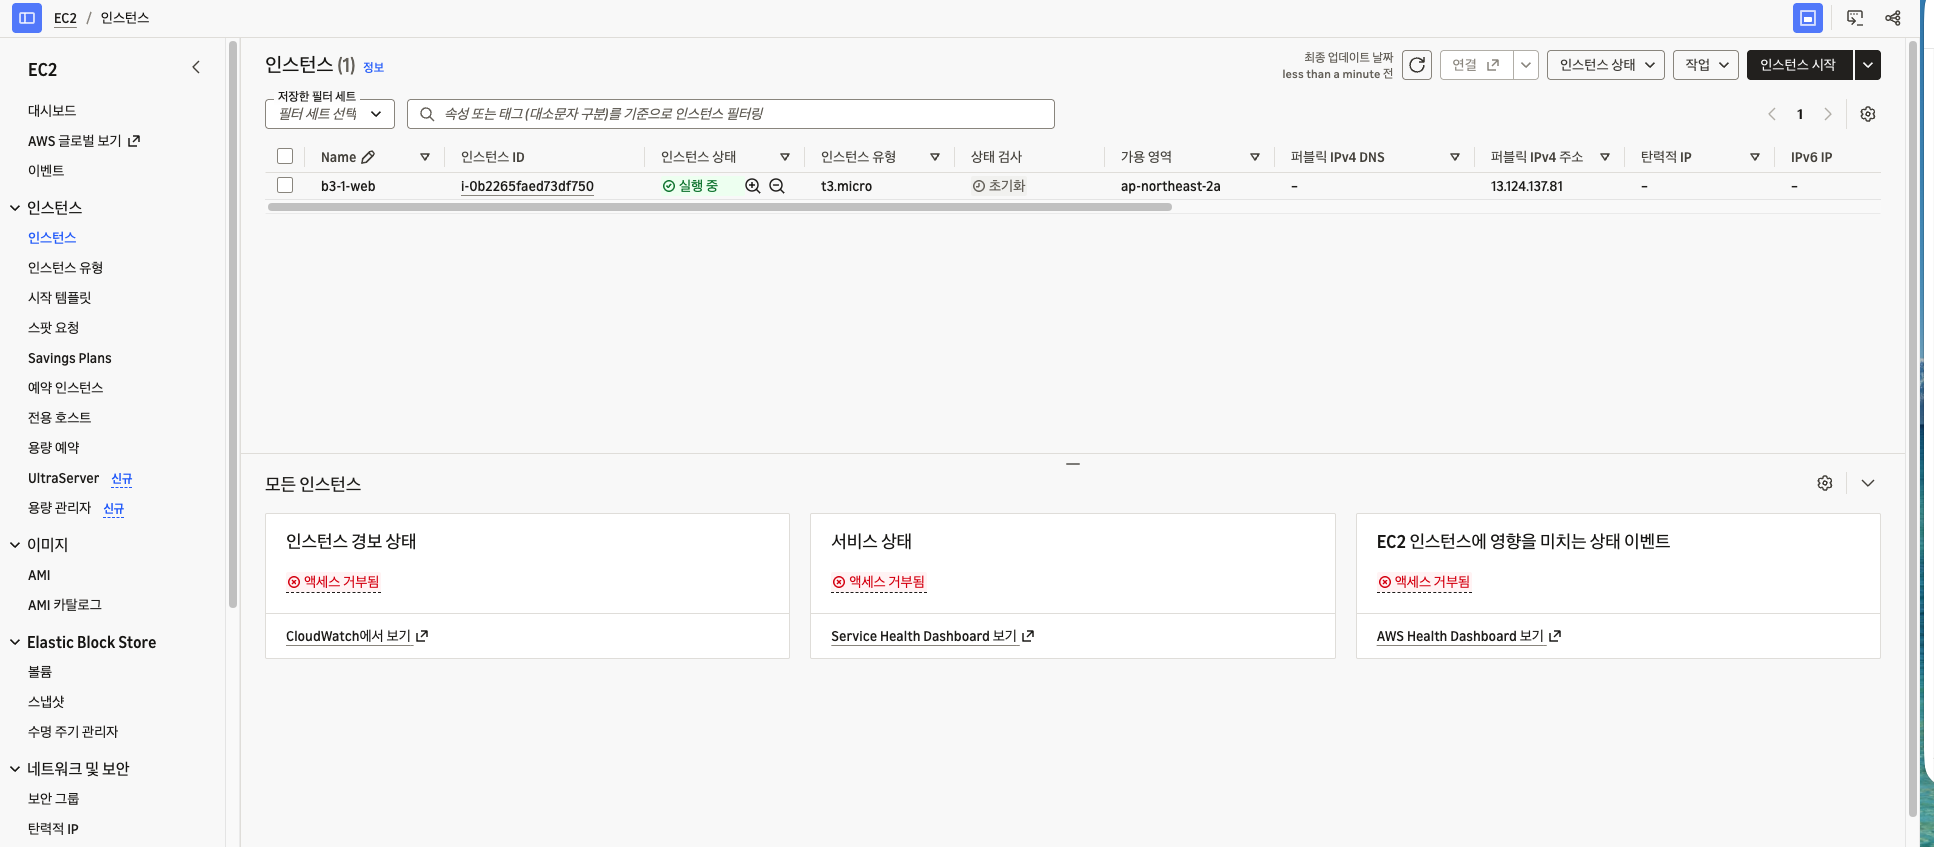 EC2 / 인스턴스
EC2
대시보드
AWS 글로벌 보기
이벤트
인스턴스
인스턴스
인스턴스 유형
시작 템플릿
스팟 요청
Savings Plans
예약 인스턴스
전용 호스트
용량 예약
UltraServer 신규
용량 관리자 신규
이미지
AMI
AMI 카탈로그
Elastic Block Store
볼륨
스냅샷
수명 주기 관리자
네트워크 및 보안
보안 그룹
탄력적 IP
인스턴스 (1) 정보
최종 업데이트 날짜
less than a minute 전
연결
인스턴스 상태
작업
인스턴스 시작
저장한 필터 세트
필터 세트 선택
속성 또는 태그(대소문자 구분)를 기준으로 인스턴스 필터링
1
Name 인스턴스 ID 인스턴스 상태 인스턴스 유형 상태 검사 가용 영역 퍼블릭 IPv4 DNS 퍼블릭 IPv4 주소 탄력적 IP IPv6 IP
b3-1-web i-0b2265faed73df750 실행 중 t3.micro 초기화 ap-northeast-2a – 13.124.137.81 – –
모든 인스턴스
인스턴스 경보 상태
액세스 거부됨
CloudWatch에서 보기
서비스 상태
액세스 거부됨
Service Health Dashboard 보기
EC2 인스턴스에 영향을 미치는 상태 이벤트
액세스 거부됨
AWS Health Dashboard 보기